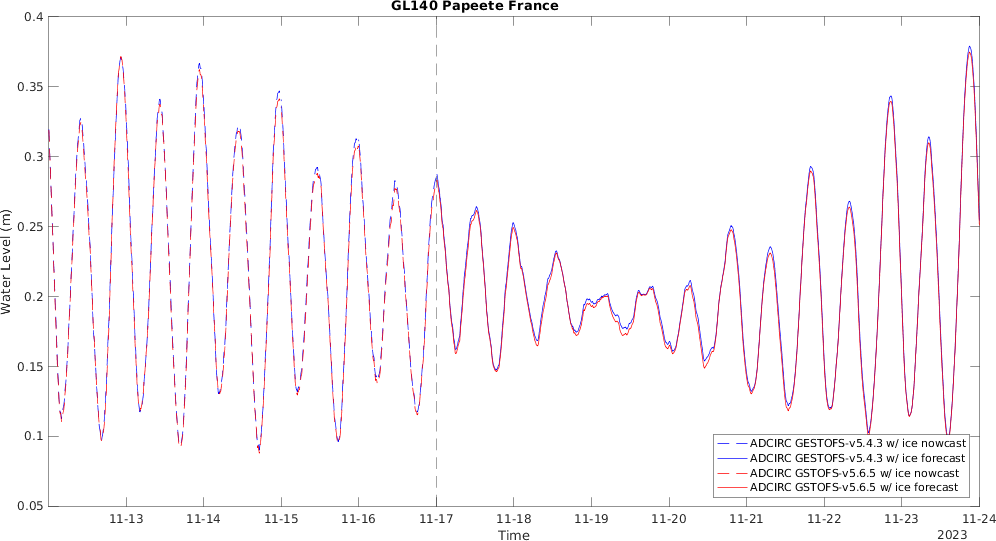 GL140 Papeete France
0.4
0.35
0.3
0.25
0.2
0.15
0.1
0.05
Water Level (m)
ADCIRC GESTOFS-v5.4.3 w/ ice nowcast
ADCIRC GESTOFS-v5.4.3 w/ ice forecast
ADCIRC GSTOFS-v5.6.5 w/ ice nowcast
ADCIRC GSTOFS-v5.6.5 w/ ice forecast
11-13 11-14 11-15 11-16 11-17 11-18 11-19 11-20 11-21 11-22 11-23 11-24
Time
2023